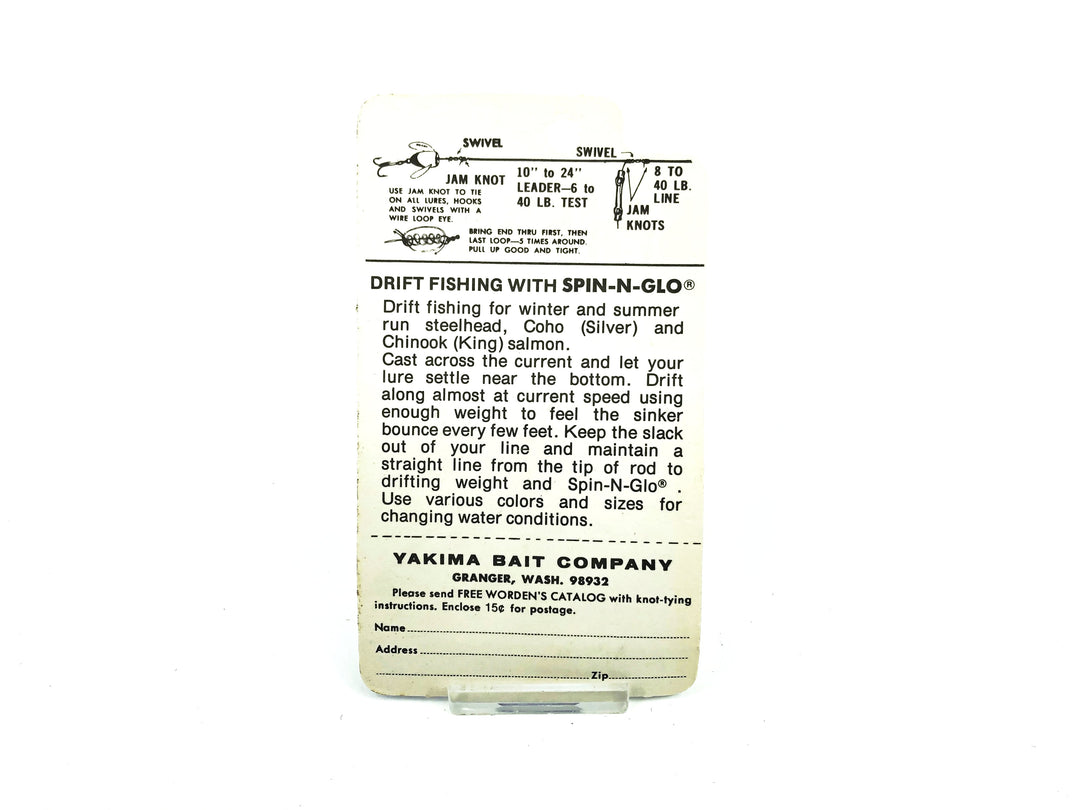 SWIVEL
SWIVEL
JAM KNOT
10" to 24"
LEADER—6 to
40 LB. TEST
8 TO
40 LB.
LINE
JAM
KNOTS
USE JAM KNOT TO TIE
ON ALL LURES, HOOKS
AND SWIVELS WITH A
WIRE LOOP EYE.
BRING END THRU FIRST, THEN
LAST LOOP—5 TIMES AROUND.
PULL UP GOOD AND TIGHT.
DRIFT FISHING WITH SPIN-N-GLO®
Drift fishing for winter and summer
run steelhead, Coho (Silver) and
Chinook (King) salmon.
Cast across the current and let your
lure settle near the bottom. Drift
along almost at current speed using
enough weight to feel the sinker
bounce every few feet. Keep the slack
out of your line and maintain a
straight line from the tip of rod to
drifting weight and Spin-N-Glo® .
Use various colors and sizes for
changing water conditions.
YAKIMA BAIT COMPANY
GRANGER, WASH. 98932
Please send FREE WORDEN'S CATALOG with knot-tying
instructions. Enclose 15¢ for postage.
Name
Address
Zip